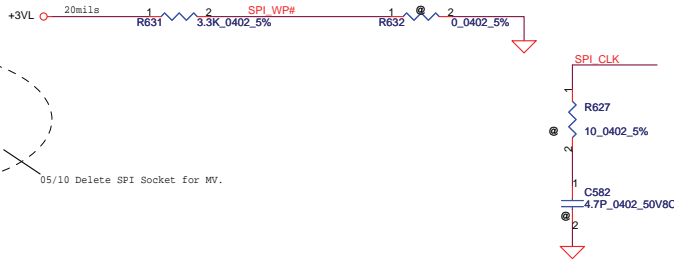 +3VL 20mils 1 2 SPI_WP# 1 @ 2
R631 3.3K_0402_5% R632 0_0402_5%
SPI_CLK
1
R627
@ 10_0402_5%
2
05/10 Delete SPI Socket for MV.
1
C582
4.7P_0402_50V8C
@
2